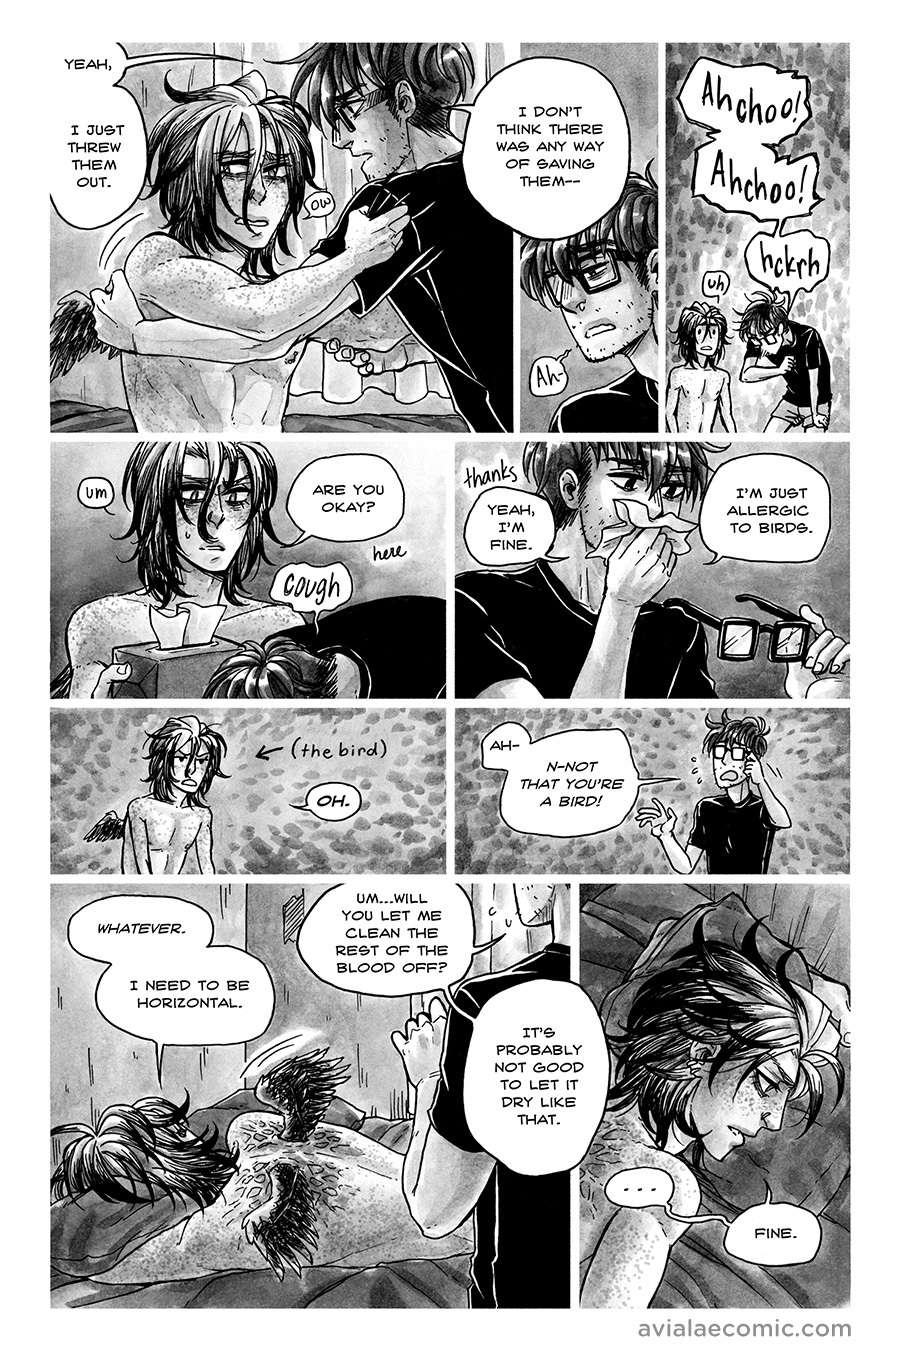 YEAH,
I JUST
THREW
THEM
OUT.
OW
I DON'T
THINK THERE
WAS ANY WAY
OF SAVING
THEM--
Ah-
Ahchoo!
Ahchoo!
hckrh
uh
um
ARE YOU
OKAY?
here
cough
thanks
YEAH,
I'M
FINE.
I'M JUST
ALLERGIC
TO BIRDS.
(the bird)
OH.
AH-
N-NOT
THAT YOU'RE
A BIRD!
WHATEVER.
I NEED TO BE
HORIZONTAL.
UM...WILL
YOU LET ME
CLEAN THE
REST OF THE
BLOOD OFF?
IT'S
PROBABLY
NOT GOOD
TO LET IT
DRY LIKE
THAT.
...
FINE.
avialaecomic.com